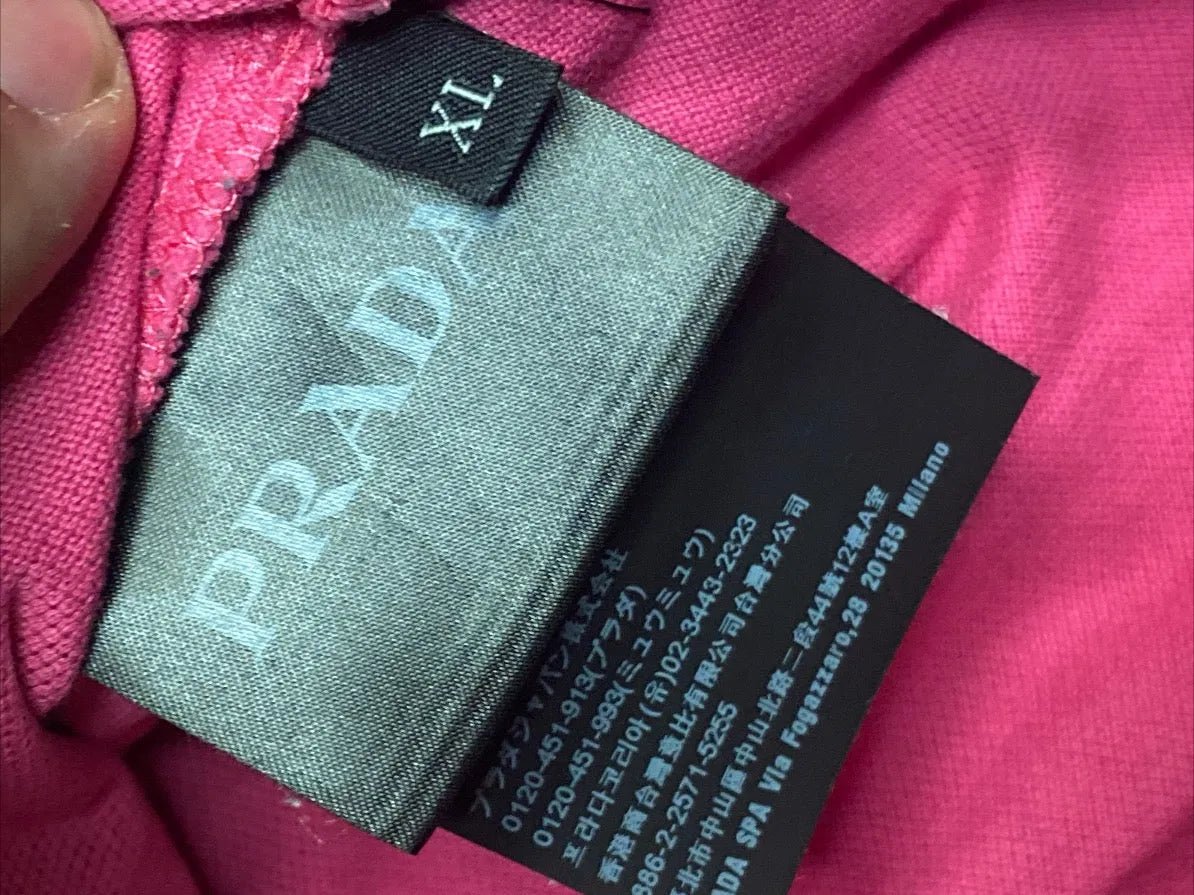 XL
PRADA
プラダジャパン株式会社
0120-451-913(プラダ)
0120-451-993(ミュウミュウ)
프라다코리아(유)02-3443-2323
香港商台灣意比有限公司台灣分公司
886-2-2571-5255
北市中山區中山北路二段44號12樓A室
ADA SPA Via Fogazzaro,28 20135 Milano